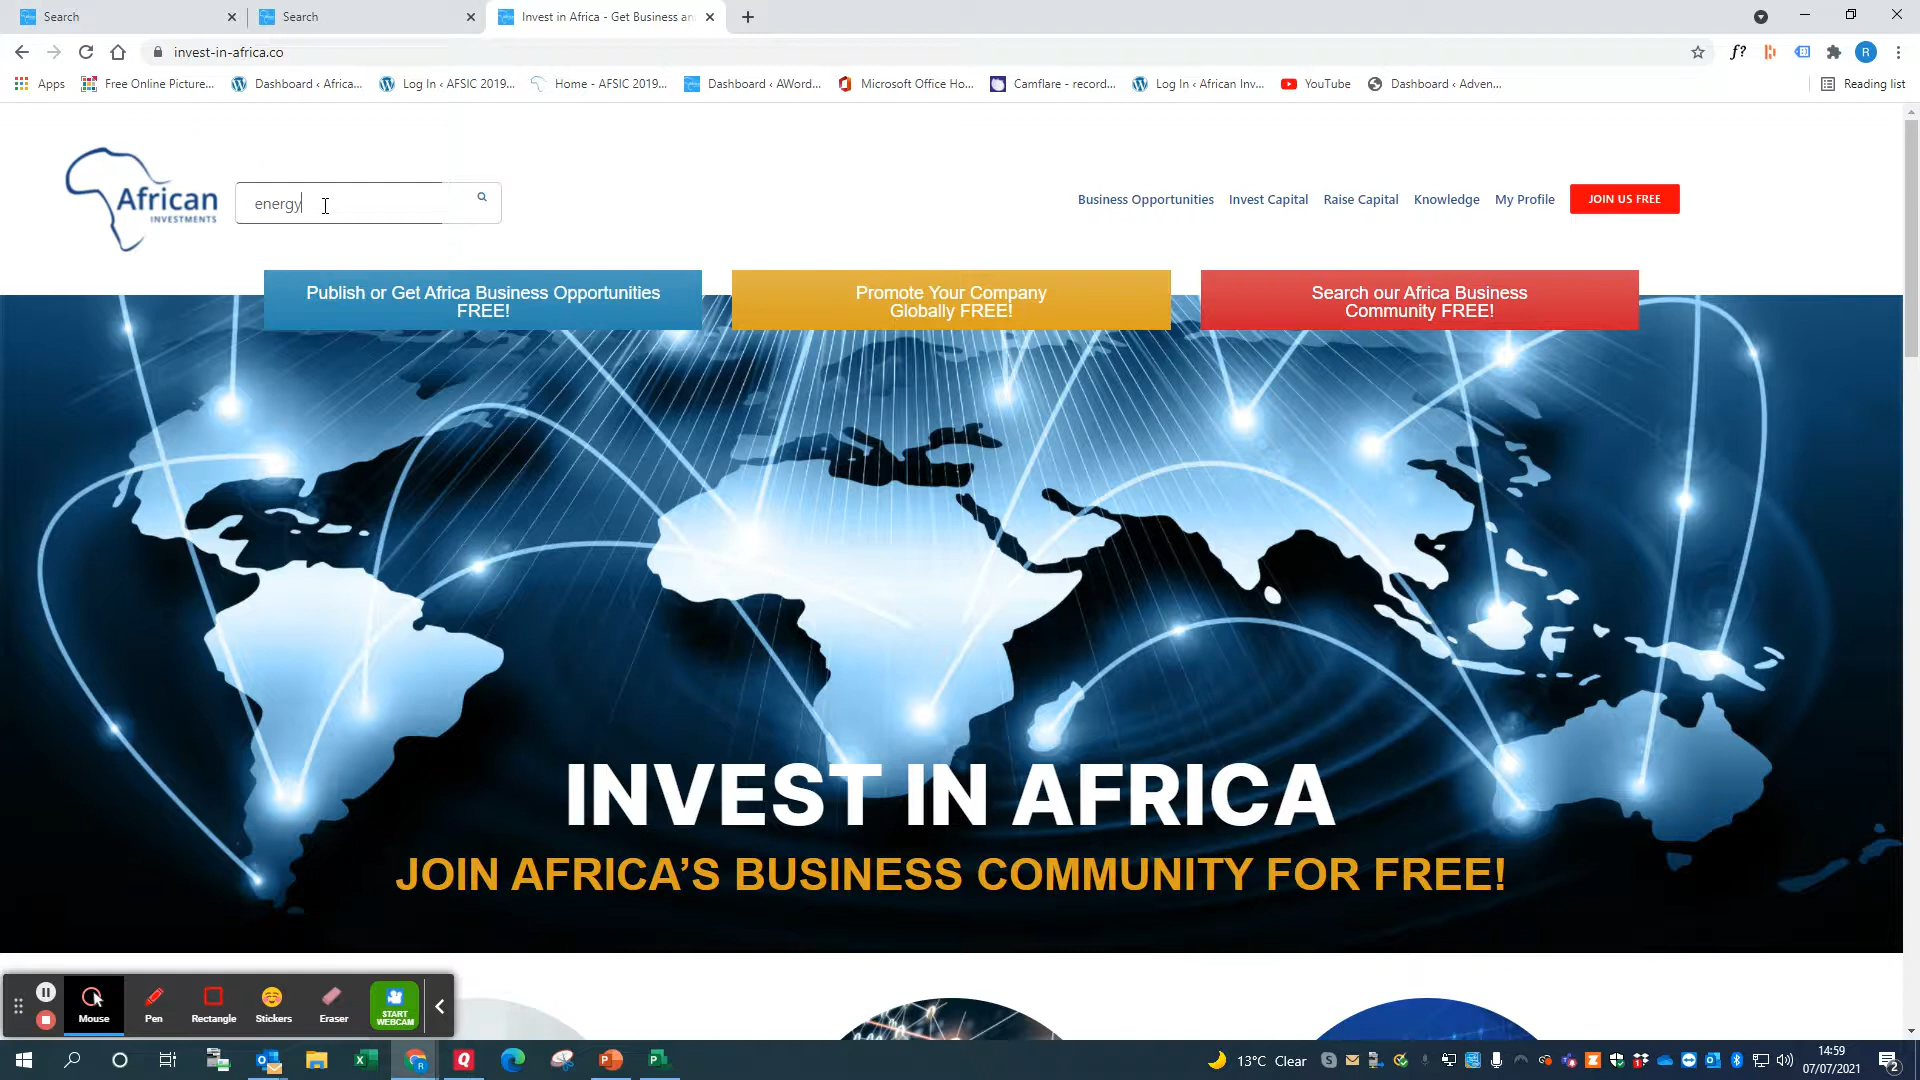 Search
Search
Invest in Africa - Get Business an
invest-in-africa.co
Apps
Free Online Picture...
Dashboard ‹ Africa...
Log In ‹ AFSIC 2019...
Home - AFSIC 2019...
Dashboard ‹ AWord...
Microsoft Office Ho...
Camflare - record...
Log In ‹ African Inv...
YouTube
Dashboard ‹ Adven...
Reading list
African
INVESTMENTS
energy
Business Opportunities
Invest Capital
Raise Capital
Knowledge
My Profile
JOIN US FREE
Publish or Get Africa Business Opportunities
FREE!
Promote Your Company
Globally FREE!
Search our Africa Business
Community FREE!
INVEST IN AFRICA
JOIN AFRICA’S BUSINESS COMMUNITY FOR FREE!
Mouse
Pen
Rectangle
Stickers
Eraser
START
WEBCAM
13°C Clear
14:59
07/07/2021
2